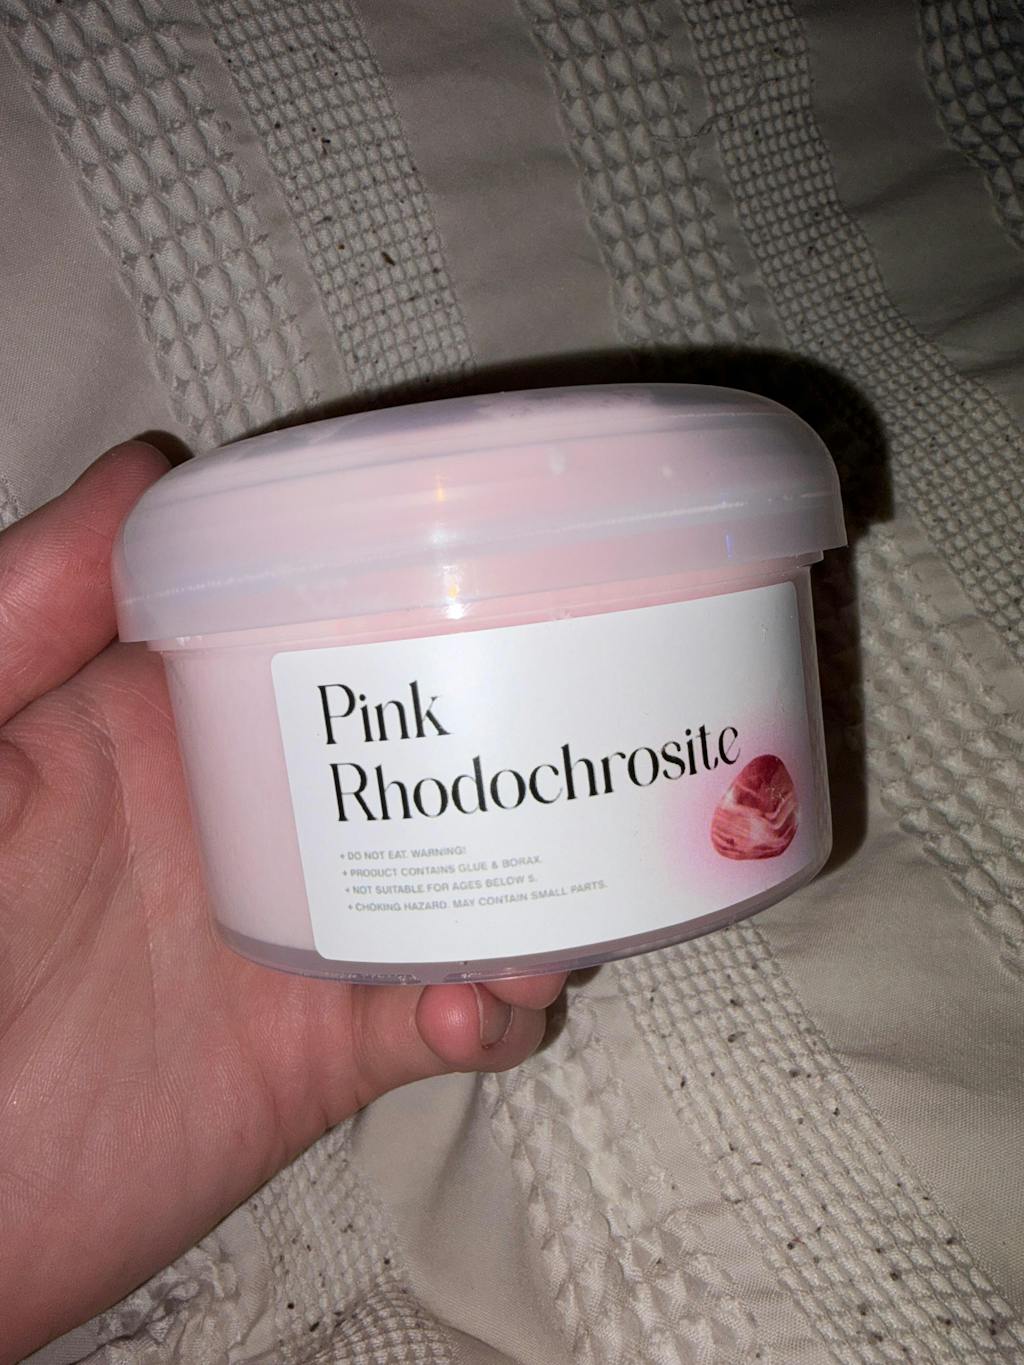 Pink
Rhodochrosite
+ DO NOT EAT. WARNING!
+ PRODUCT CONTAINS GLUE & BORAX.
+ NOT SUITABLE FOR AGES BELOW 5.
+ CHOKING HAZARD. MAY CONTAIN SMALL PARTS.